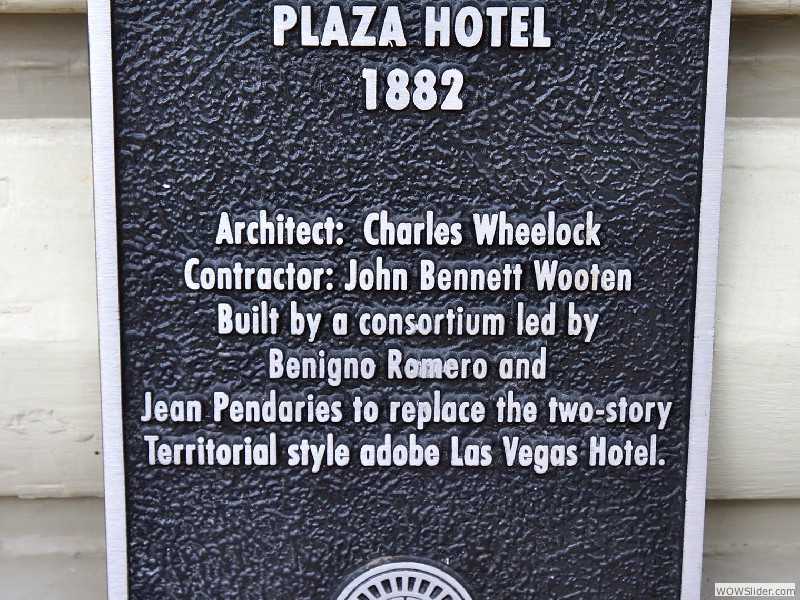 PLAZA HOTEL
1882
Architect: Charles Wheelock
Contractor: John Bennett Wooten
Built by a consortium led by
Benigno Romero and
Jean Pendaries to replace the two-story
Territorial style adobe Las Vegas Hotel.
WOWSlider.com